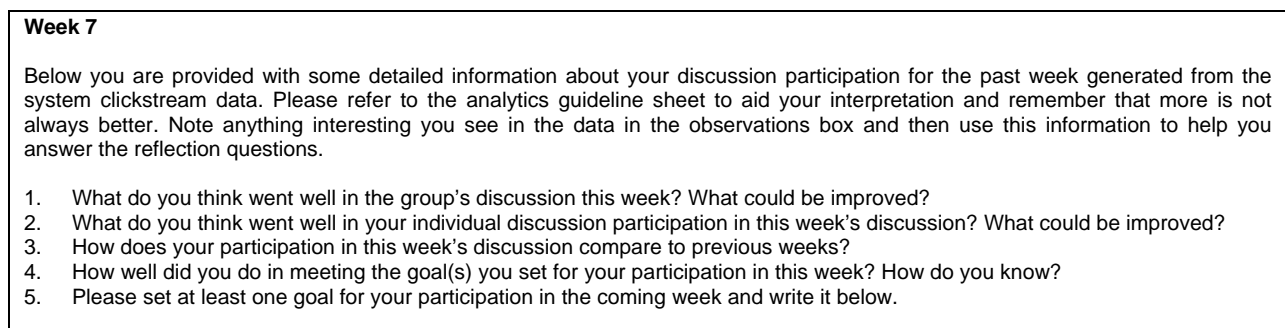 Week 7
Below you are provided with some detailed information about your discussion participation for the past week generated from the
system clickstream data. Please refer to the analytics guideline sheet to aid your interpretation and remember that more is not
always better. Note anything interesting you see in the data in the observations box and then use this information to help you
answer the reflection questions.
1. What do you think went well in the group's discussion this week? What could be improved?
2. What do you think went well in your individual discussion participation in this week's discussion? What could be improved?
3. How does your participation in this week's discussion compare to previous weeks?
4. How well did you do in meeting the goal(s) you set for your participation in this week? How do you know?
5. Please set at least one goal for your participation in the coming week and write it below.